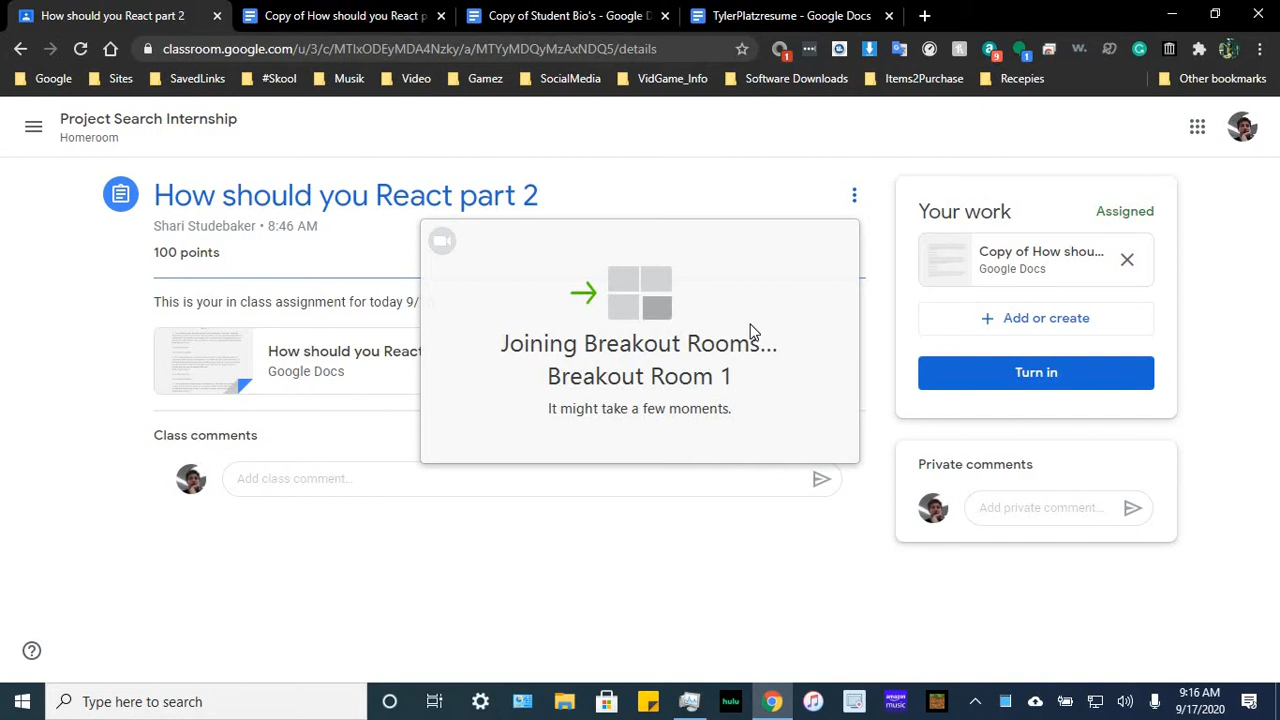 How should you React part 2
Copy of How should you React p
Copy of Student Bio's - Google D
TylerPlatzresume - Google Docs
classroom.google.com/u/3/c/MTIxODEyMDA4Nzky/a/MTYyMDQyMzAxNDQ5/details
1
9
1
W.
Google
Sites
SavedLinks
#Skool
Musik
Video
Gamez
SocialMedia
VidGame_Info
Software Downloads
Items2Purchase
Recepies
Other bookmarks
Project Search Internship
Homeroom
How should you React part 2
Shari Studebaker • 8:46 AM
100 points
This is your in class assignment for today 9/
How should you React
Google Docs
Class comments
Add class comment...
Joining Breakout Rooms...
Breakout Room 1
It might take a few moments.
Your work
Assigned
Copy of How shou...
Google Docs
Add or create
Turn in
Private comments
Add private comment...
Type here to search
hulu
amazon music
9:16 AM
9/17/2020